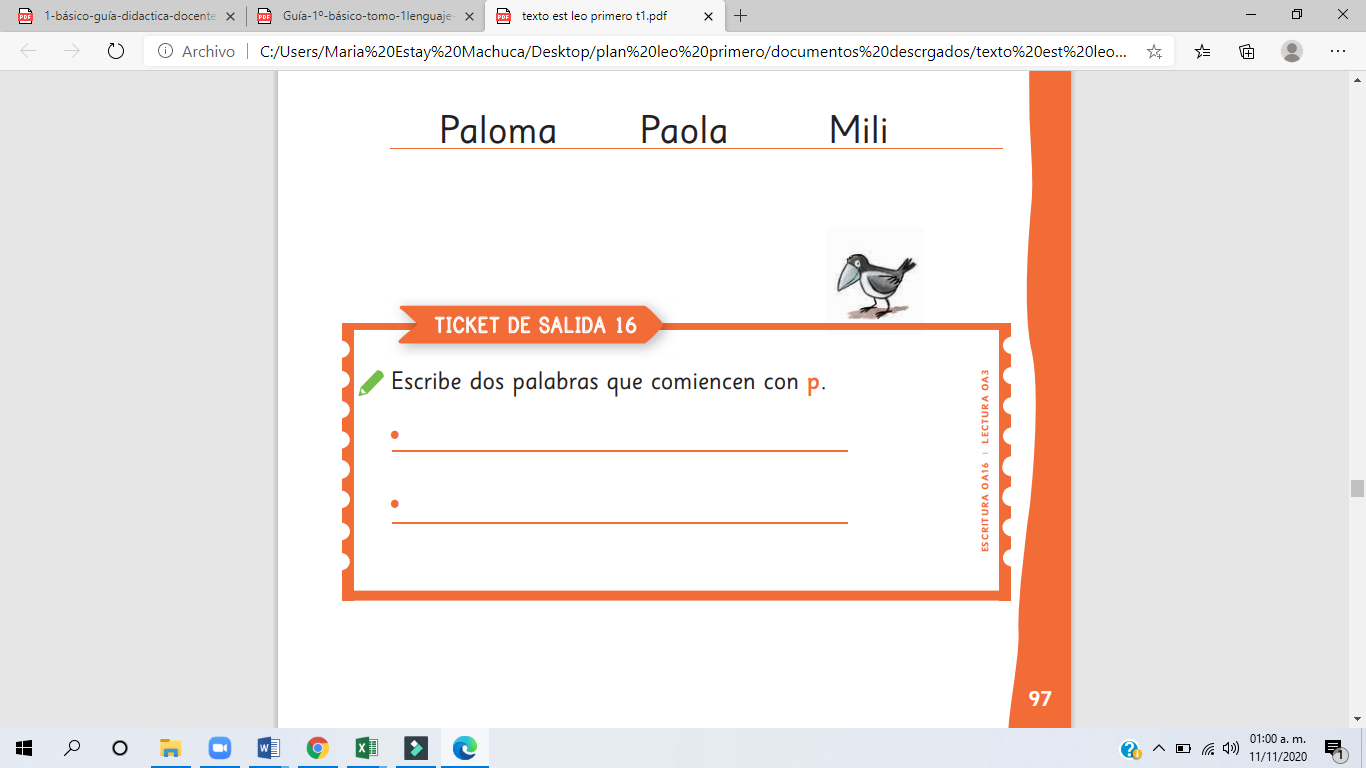 1-básico-guía-didactica-docente
Guía-1º-básico-tomo-1lenguaje-
texto est leo primero t1.pdf
Archivo
C:/Users/Maria%20Estay%20Machuca/Desktop/plan%20leo%20primero/documentos%20descrgados/texto%20est%20leo...
Paloma Paola Mili
TICKET DE SALIDA 16
Escribe dos palabras que comiencen con p.
ESCRITURA OA16 | LECTURA OA3
97
01:00 a. m.
11/11/2020
1